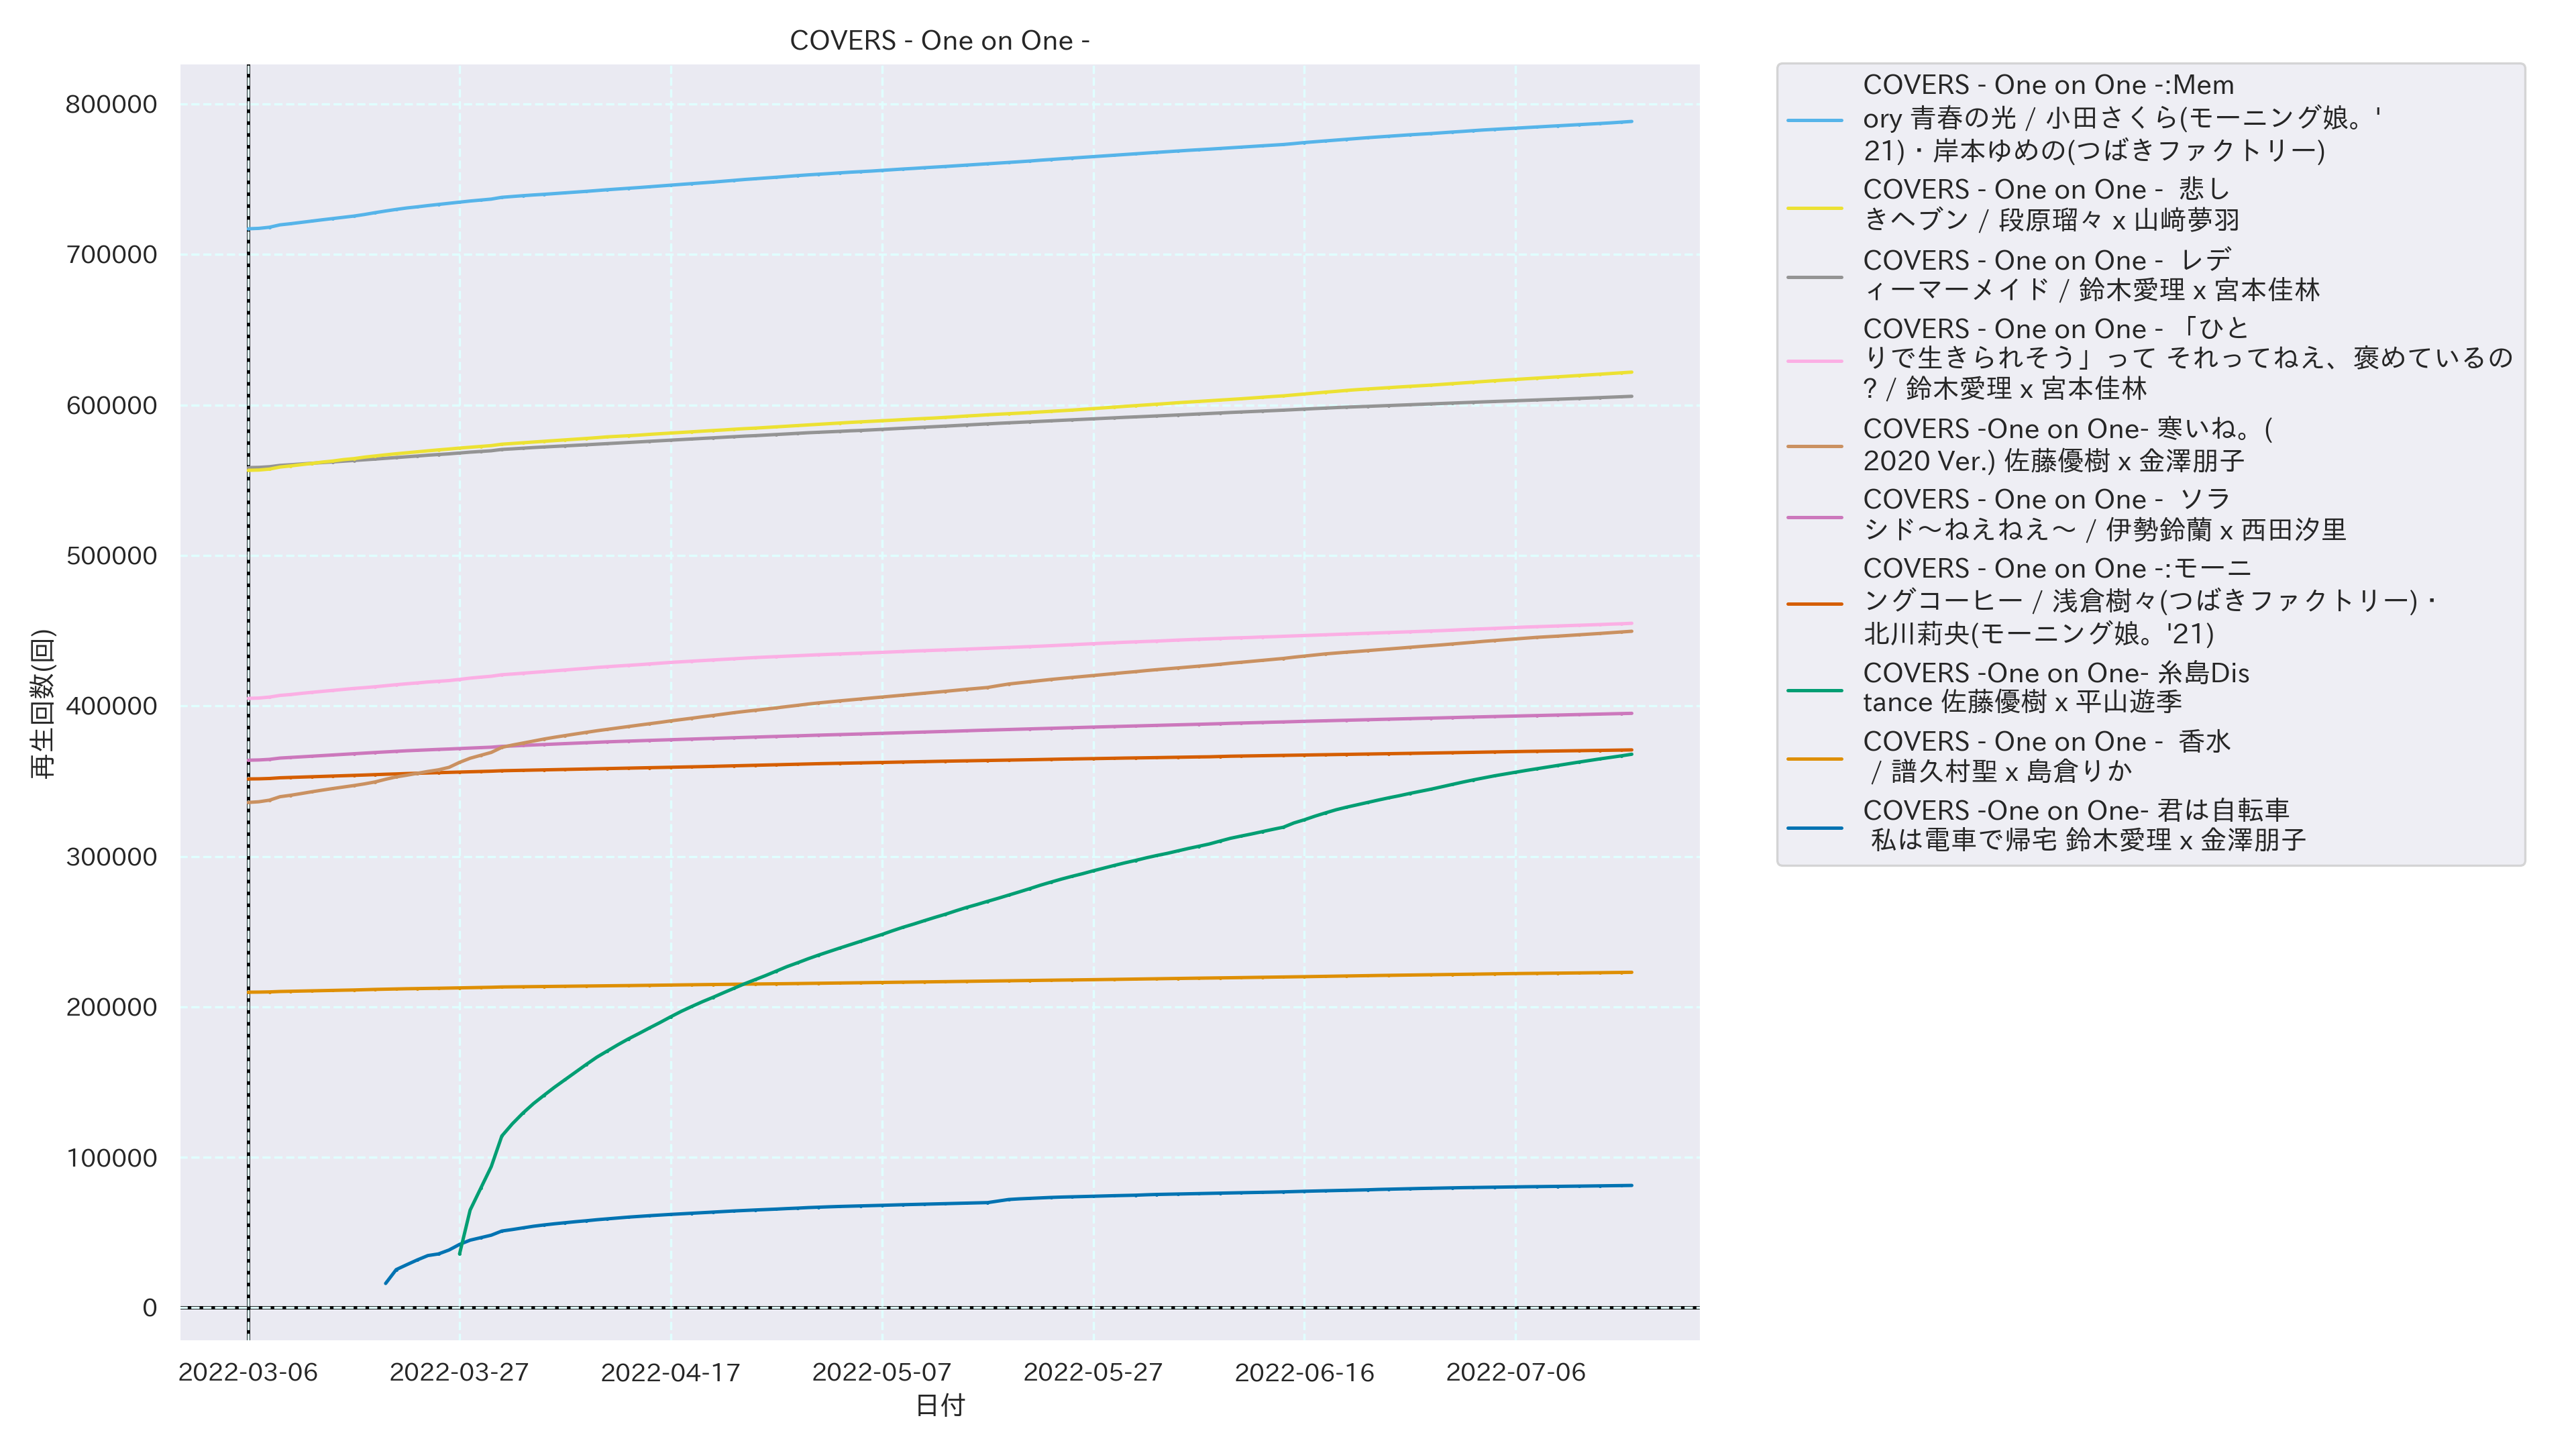 COVERS - One on One -
800000
700000
600000
500000
400000
300000
200000
100000
0
再生回数(回)
2022-03-06
2022-03-27
2022-04-17
2022-05-07
2022-05-27
2022-06-16
2022-07-06
日付
COVERS - One on One -:Mem
ory 青春の光 / 小田さくら(モーニング娘。'
21)・岸本ゆめの(つばきファクトリー)
COVERS - One on One -  悲し
きヘブン / 段原瑠々 x 山﨑夢羽
COVERS - One on One -  レデ
ィーマーメイド / 鈴木愛理 x 宮本佳林
COVERS - One on One - 「ひと
りで生きられそう」って それってねえ、褒めているの
? / 鈴木愛理 x 宮本佳林
COVERS -One on One- 寒いね。(
2020 Ver.) 佐藤優樹 x 金澤朋子
COVERS - One on One -  ソラ
シド〜ねえねえ〜 / 伊勢鈴蘭 x 西田汐里
COVERS - One on One -:モーニ
ングコーヒー / 浅倉樹々(つばきファクトリー)・
北川莉央(モーニング娘。'21)
COVERS -One on One- 糸島Dis
tance 佐藤優樹 x 平山遊季
COVERS - One on One -  香水
/ 譜久村聖 x 島倉りか
COVERS -One on One- 君は自転車
私は電車で帰宅 鈴木愛理 x 金澤朋子